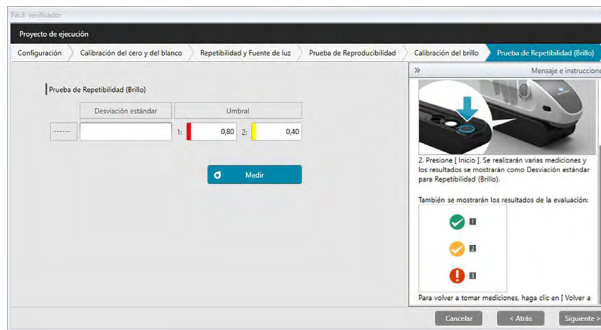 Fácil verificador
Proyecto de ejecución
Configuración
Calibración del cero y del blanco
Repetibilidad y Fuente de luz
Prueba de Reproducibilidad
Calibración del brillo
Prueba de Repetibilidad (Brillo)
Prueba de Repetibilidad (Brillo)
Desviación estándar
Umbral
------
1:
0,80
2:
0,40
Medir
»
Mensaje e instruccione
2. Presione [ Inicio ]. Se realizarán varias mediciones y
los resultados se mostrarán como Desviación estándar
para Repetibilidad (Brillo).
También se mostrarán los resultados de la evaluación:
1
2
3
Para volver a tomar mediciones, haga clic en [ Volver a
Cancelar
< Atrás
Siguiente >